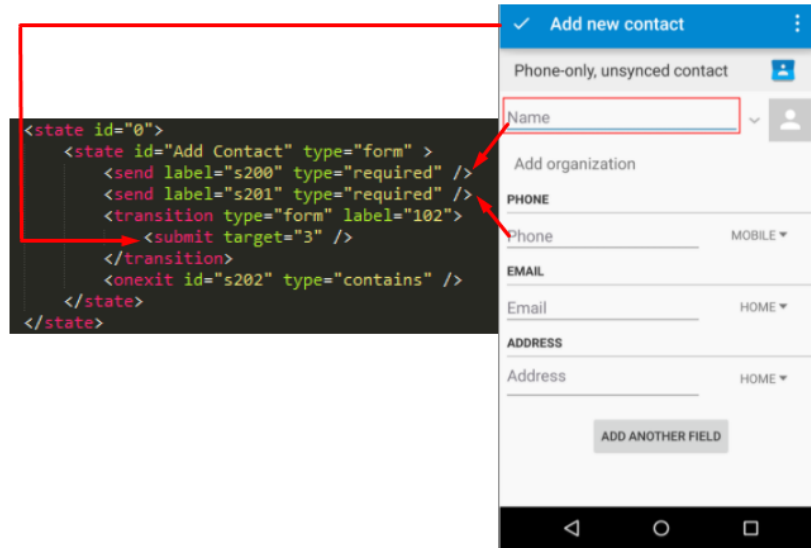 <state id="0">
<state id="Add Contact" type="form" >
<send label="s200" type="required" />
<send label="s201" type="required" />
<transition type="form" label="102">
<submit target="3" />
</transition>
<onexit id="s202" type="contains" />
</state>
</state>
Add new contact
Phone-only, unsynced contact
Name
Add organization
PHONE
Phone MOBILE
EMAIL
Email HOME
ADDRESS
Address HOME
ADD ANOTHER FIELD